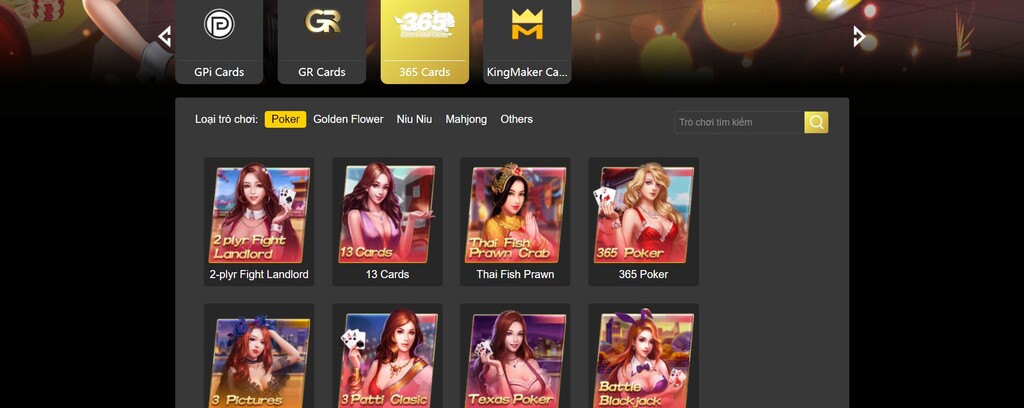 GR
365
GPi Cards
GR Cards
365 Cards
KingMaker Ca...
Loại trò chơi:
Poker
Golden Flower
Niu Niu
Mahjong
Others
Trò chơi tìm kiếm
2 plyr Fight
Landlord
13 Cards
Thai Fish
Prawn Crab
365 Poker
2-plyr Fight Landlord
13 Cards
Thai Fish Prawn
365 Poker
3 Pictures
3 Patti Clasic
Texas Poker
Battle
Blackjack